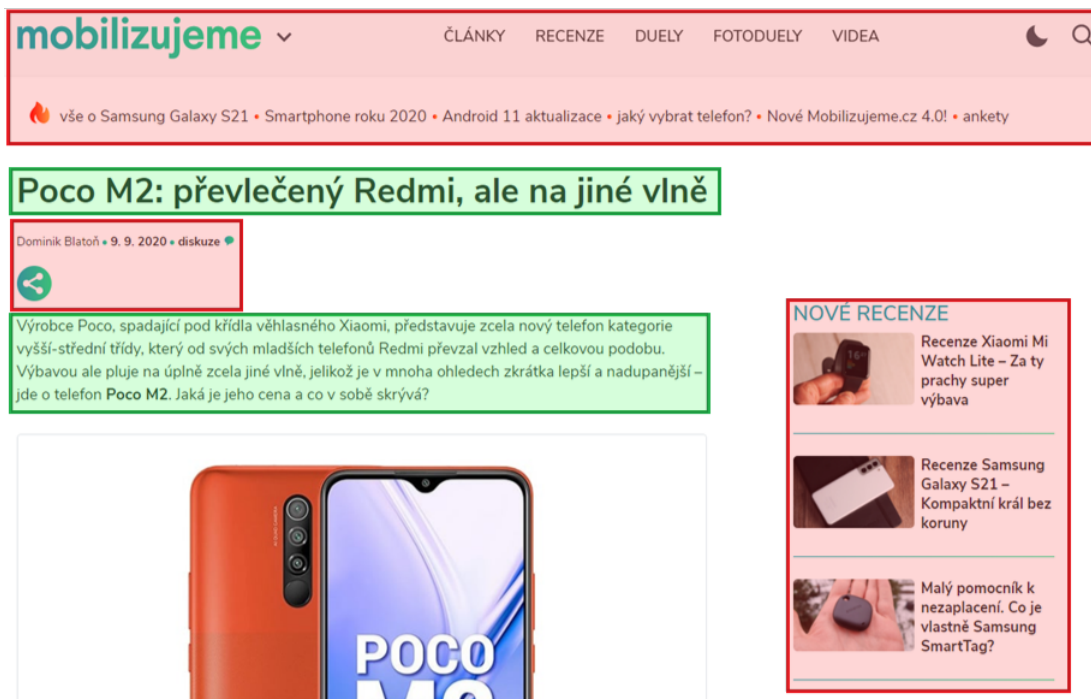 mobilizujeme
ČLÁNKY RECENZE DUELY FOTODUELY VIDEA
vše o Samsung Galaxy S21 • Smartphone roku 2020 • Android 11 aktualizace • jaký vybrat telefon? • Nové Mobilizujeme.cz 4.0! • ankety
Poco M2: převlečený Redmi, ale na jiné vlně
Dominik Blatoň • 9. 9. 2020 • diskuze
Výrobce Poco, spadající pod křídla věhlasného Xiaomi, představuje zcela nový telefon kategorie
vyšší-střední třídy, který od svých mladších telefonů Redmi převzal vzhled a celkovou podobu.
Výbavou ale pluje na úplně zcela jiné vlně, jelikož je v mnoha ohledech zkrátka lepší a nadupanější –
jde o telefon Poco M2. Jaká je jeho cena a co v sobě skrývá?
POCO
M2
NOVÉ RECENZE
Recenze Xiaomi Mi
Watch Lite – Za ty
prachy super
výbava
Recenze Samsung
Galaxy S21 –
Kompaktní král bez
koruny
Malý pomocník k
nezaplacení. Co je
vlastně Samsung
SmartTag?